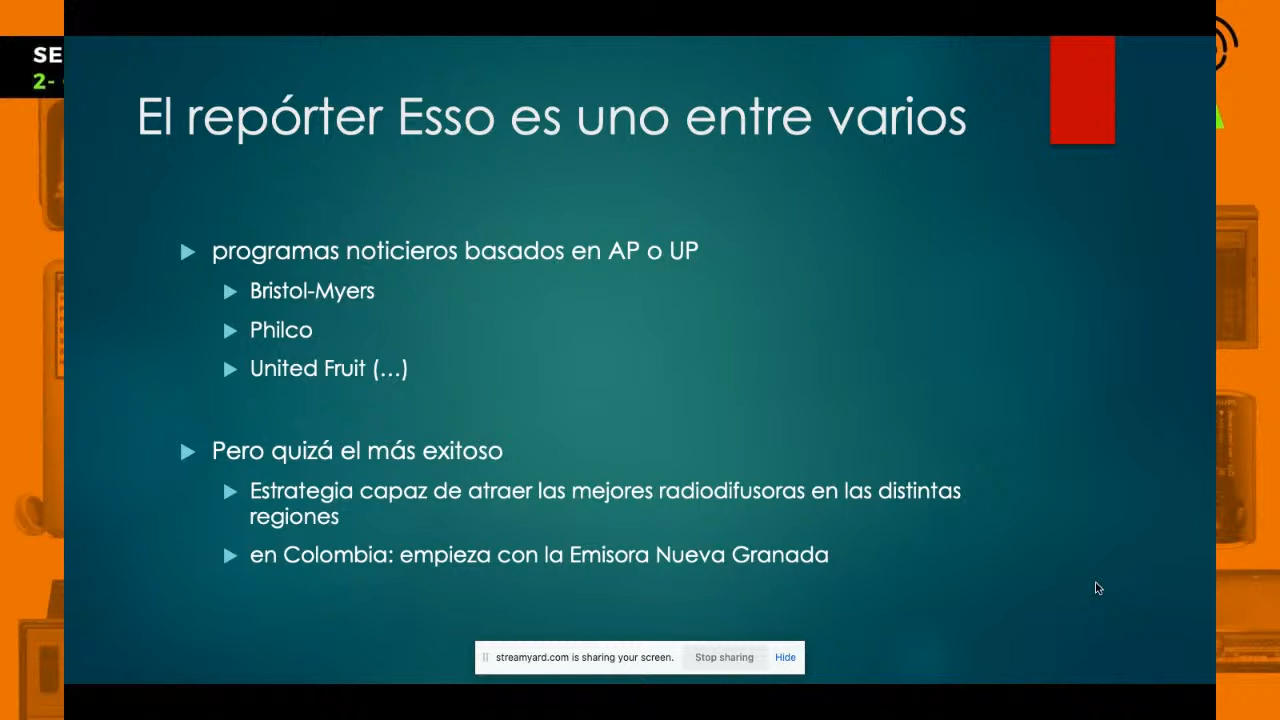 SE
2-
El repórter Esso es uno entre varios
programas noticieros basados en AP o UP
Bristol-Myers
Philco
United Fruit (...)
Pero quizá el más exitoso
Estrategia capaz de atraer las mejores radiodifusoras en las distintas
regiones
en Colombia: empieza con la Emisora Nueva Granada
streamyard.com is sharing your screen. Stop sharing Hide